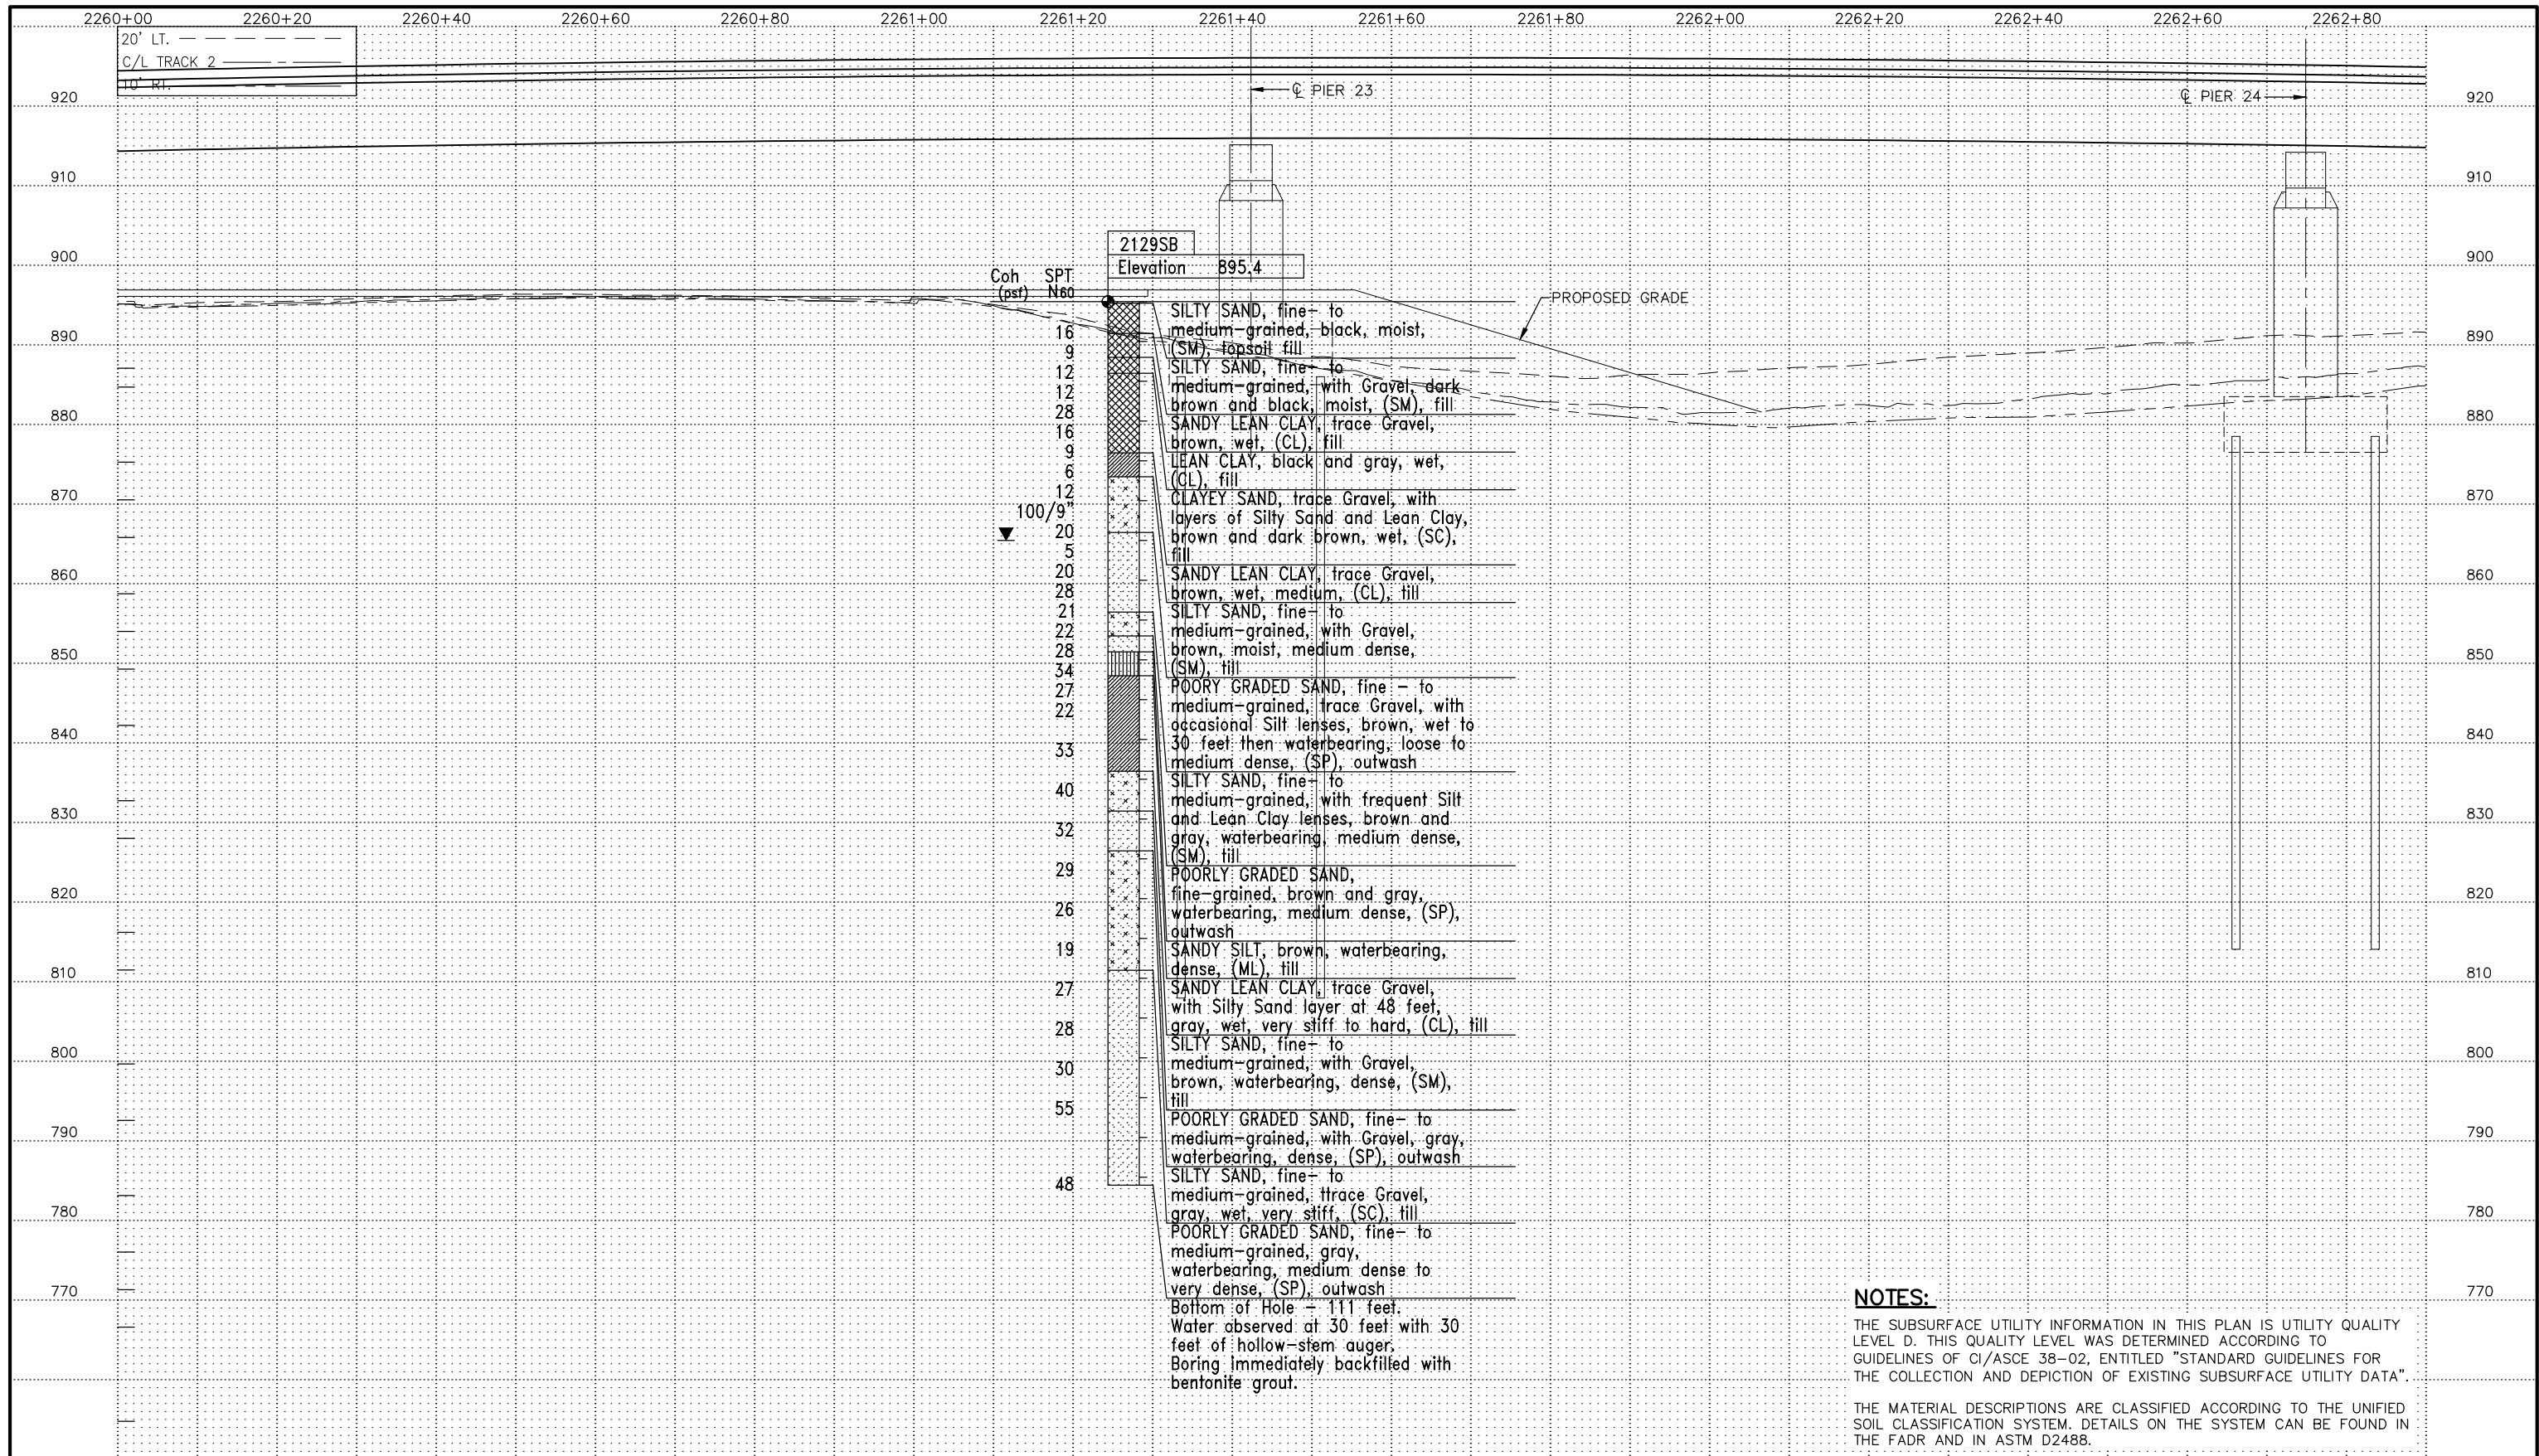 2260+00 2260+20 2260+40 2260+60 2260+80 2261+00 2261+20 2261+40 2261+60 2261+80 2262+00 2262+20 2262+40 2262+60 2262+80
20' LT.
C/L TRACK 2
10' RT.
℄ PIER 23
℄ PIER 24
920 920
910 910
900 900
890 890
880 880
870 870
860 860
850 850
840 840
830 830
820 820
810 810
800 800
790 790
780 780
770 770
2129SB
Elevation 895.4
Coh SPT
(psf) N60
PROPOSED GRADE
16
9
12
12
28
16
9
6
12
100/9"
20
5
20
28
21
22
28
34
27
22
33
40
32
29
26
19
27
28
30
55
48
SILTY SAND, fine- to
medium-grained, black, moist,
(SM), topsoil fill
SILTY SAND, fine- to
medium-grained, with Gravel, dark
brown and black, moist, (SM), fill
SANDY LEAN CLAY, trace Gravel,
brown, wet, (CL), fill
LEAN CLAY, black and gray, wet,
(CL), fill
CLAYEY SAND, trace Gravel, with
layers of Silty Sand and Lean Clay,
brown and dark brown, wet, (SC),
fill
SANDY LEAN CLAY, trace Gravel,
brown, wet, medium, (CL), till
SILTY SAND, fine- to
medium-grained, with Gravel,
brown, moist, medium dense,
(SM), till
POORY GRADED SAND, fine - to
medium-grained, trace Gravel, with
occasional Silt lenses, brown, wet to
30 feet then waterbearing, loose to
medium dense, (SP), outwash
SILTY SAND, fine- to
medium-grained, with frequent Silt
and Lean Clay lenses, brown and
gray, waterbearing, medium dense,
(SM), till
POORLY GRADED SAND,
fine-grained, brown and gray,
waterbearing, medium dense, (SP),
outwash
SANDY SILT, brown, waterbearing,
dense, (ML), till
SANDY LEAN CLAY, trace Gravel,
with Silty Sand layer at 48 feet,
gray, wet, very stiff to hard, (CL), till
SILTY SAND, fine- to
medium-grained, with Gravel,
brown, waterbearing, dense, (SM),
till
POORLY GRADED SAND, fine- to
medium-grained, with Gravel, gray,
waterbearing, dense, (SP), outwash
SILTY SAND, fine- to
medium-grained, ttrace Gravel,
gray, wet, very stiff, (SC), till
POORLY GRADED SAND, fine- to
medium-grained, gray,
waterbearing, medium dense to
very dense, (SP), outwash
Bottom of Hole - 111 feet.
Water observed at 30 feet with 30
feet of hollow-stem auger.
Boring immediately backfilled with
bentonite grout.
NOTES:
THE SUBSURFACE UTILITY INFORMATION IN THIS PLAN IS UTILITY QUALITY
LEVEL D. THIS QUALITY LEVEL WAS DETERMINED ACCORDING TO
GUIDELINES OF CI/ASCE 38-02, ENTITLED "STANDARD GUIDELINES FOR
THE COLLECTION AND DEPICTION OF EXISTING SUBSURFACE UTILITY DATA".
THE MATERIAL DESCRIPTIONS ARE CLASSIFIED ACCORDING TO THE UNIFIED
SOIL CLASSIFICATION SYSTEM. DETAILS ON THE SYSTEM CAN BE FOUND IN
THE FADR AND IN ASTM D2488.